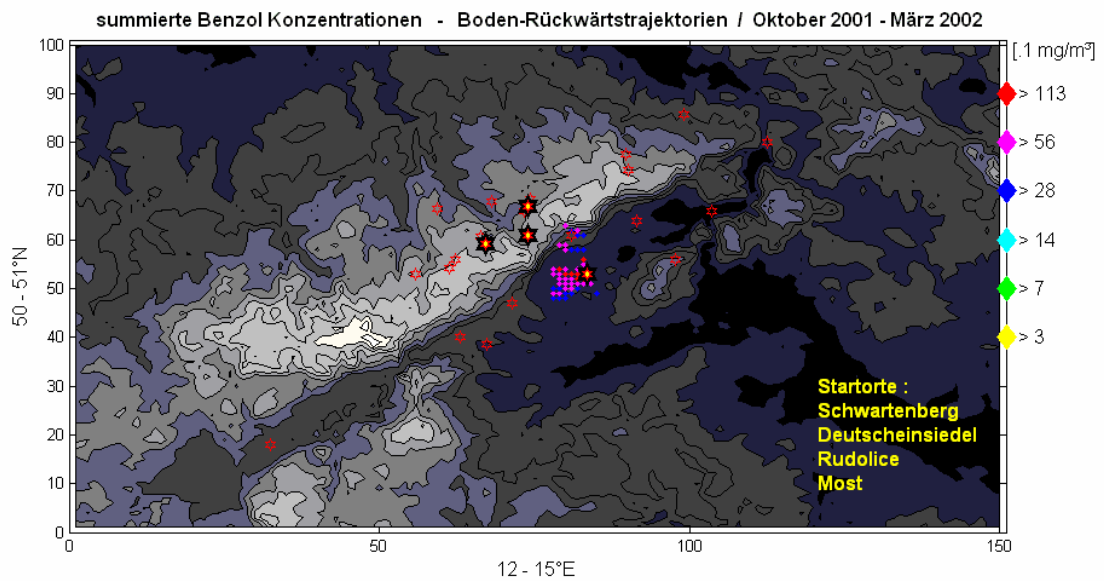 summierte Benzol Konzentrationen - Boden-Rückwärtstrajektorien / Oktober 2001 - März 2002
[.1 mg/m³]
> 113
> 56
> 28
> 14
> 7
> 3
100
90
80
70
60
50
40
30
20
10
0
50 - 51°N
Startorte :
Schwartenberg
Deutscheinsiedel
Rudolice
Most
0
50
100
150
12 - 15°E